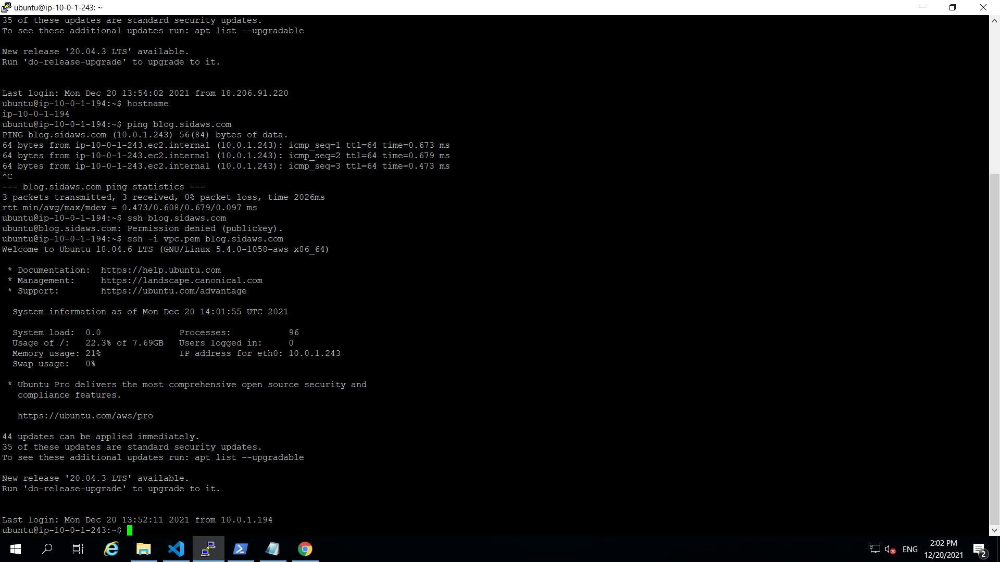 ubuntu@ip-10-0-1-243: ~
35 of these updates are standard security updates.
To see these additional updates run: apt list --upgradable
New release '20.04.3 LTS' available.
Run 'do-release-upgrade' to upgrade to it.
Last login: Mon Dec 20 13:54:02 2021 from 18.206.91.220
ubuntu@ip-10-0-1-194:~$ hostname
ip-10-0-1-194
ubuntu@ip-10-0-1-194:~$ ping blog.sidaws.com
PING blog.sidaws.com (10.0.1.243) 56(84) bytes of data.
64 bytes from ip-10-0-1-243.ec2.internal (10.0.1.243): icmp_seq=1 ttl=64 time=0.673 ms
64 bytes from ip-10-0-1-243.ec2.internal (10.0.1.243): icmp_seq=2 ttl=64 time=0.679 ms
64 bytes from ip-10-0-1-243.ec2.internal (10.0.1.243): icmp_seq=3 ttl=64 time=0.473 ms
^C
--- blog.sidaws.com ping statistics ---
3 packets transmitted, 3 received, 0% packet loss, time 2026ms
rtt min/avg/max/mdev = 0.473/0.608/0.679/0.097 ms
ubuntu@ip-10-0-1-194:~$ ssh blog.sidaws.com
ubuntu@blog.sidaws.com: Permission denied (publickey).
ubuntu@ip-10-0-1-194:~$ ssh -i vpc.pem blog.sidaws.com
Welcome to Ubuntu 18.04.6 LTS (GNU/Linux 5.4.0-1058-aws x86_64)
* Documentation:  https://help.ubuntu.com
* Management:     https://landscape.canonical.com
* Support:        https://ubuntu.com/advantage
System information as of Mon Dec 20 14:01:55 UTC 2021
System load:  0.0               Processes:           96
Usage of /:   22.3% of 7.69GB   Users logged in:     0
Memory usage: 21%               IP address for eth0: 10.0.1.243
Swap usage:   0%
* Ubuntu Pro delivers the most comprehensive open source security and
compliance features.
https://ubuntu.com/aws/pro
44 updates can be applied immediately.
35 of these updates are standard security updates.
To see these additional updates run: apt list --upgradable
New release '20.04.3 LTS' available.
Run 'do-release-upgrade' to upgrade to it.
Last login: Mon Dec 20 13:52:11 2021 from 10.0.1.194
ubuntu@ip-10-0-1-243:~$
ENG
2:02 PM
12/20/2021
2